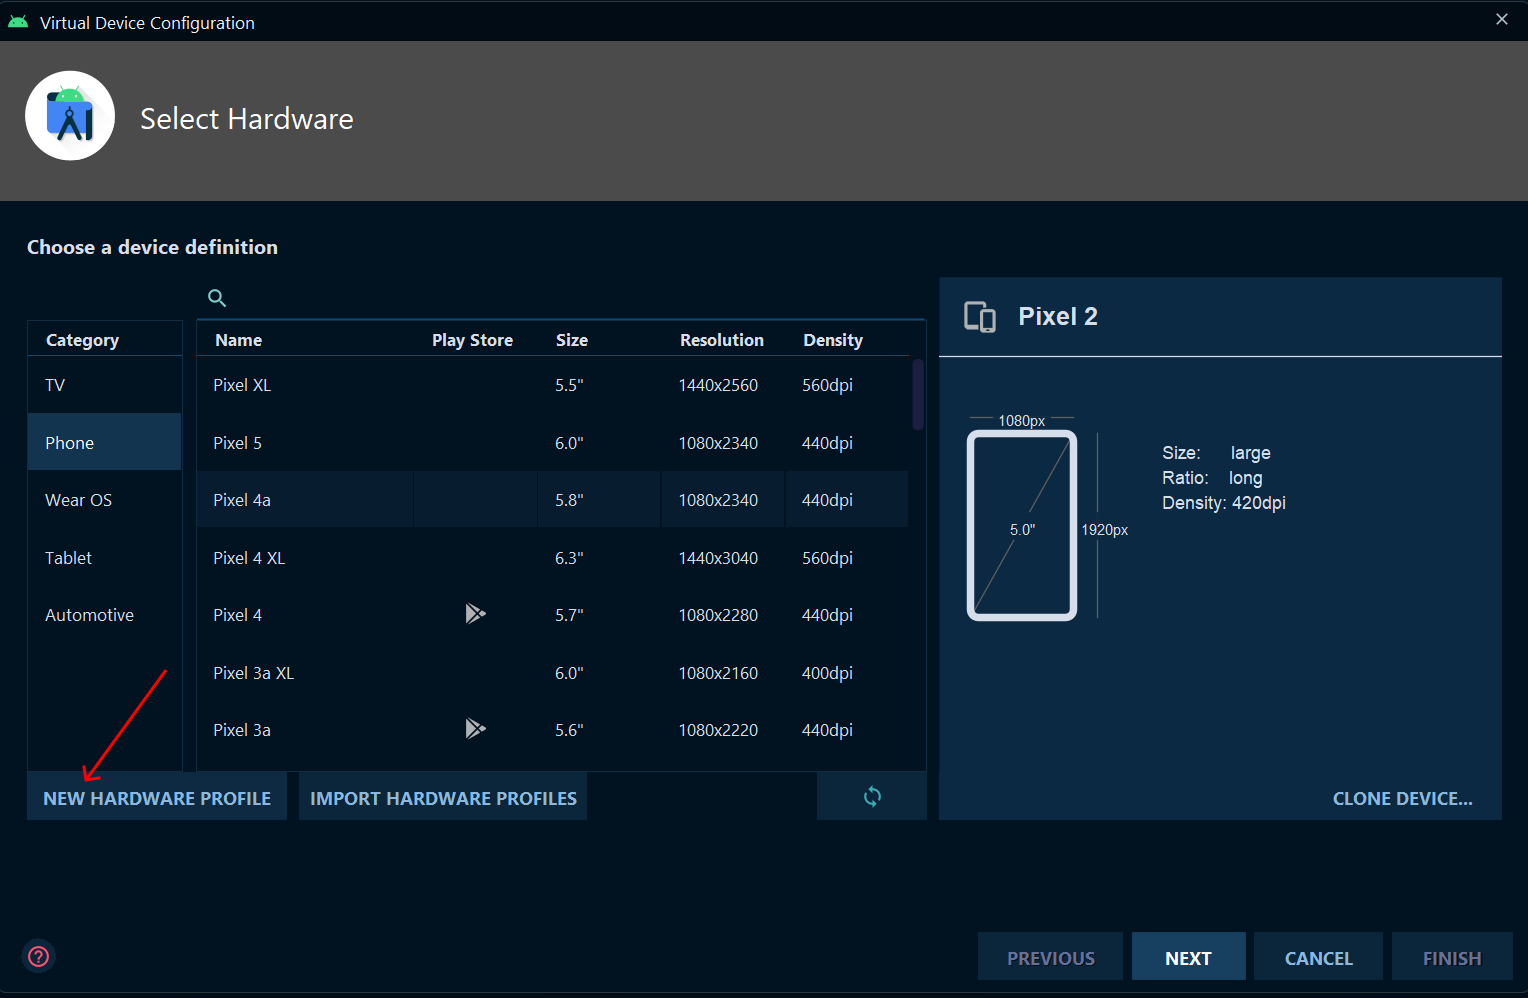 Virtual Device Configuration
Select Hardware
Choose a device definition
Category
TV
Phone
Wear OS
Tablet
Automotive
Name Play Store Size Resolution Density
Pixel XL 5.5" 1440x2560 560dpi
Pixel 5 6.0" 1080x2340 440dpi
Pixel 4a 5.8" 1080x2340 440dpi
Pixel 4 XL 6.3" 1440x3040 560dpi
Pixel 4 5.7" 1080x2280 440dpi
Pixel 3a XL 6.0" 1080x2160 400dpi
Pixel 3a 5.6" 1080x2220 440dpi
NEW HARDWARE PROFILE
IMPORT HARDWARE PROFILES
Pixel 2
1080px
5.0"
1920px
Size: large
Ratio: long
Density: 420dpi
CLONE DEVICE...
?
PREVIOUS
NEXT
CANCEL
FINISH